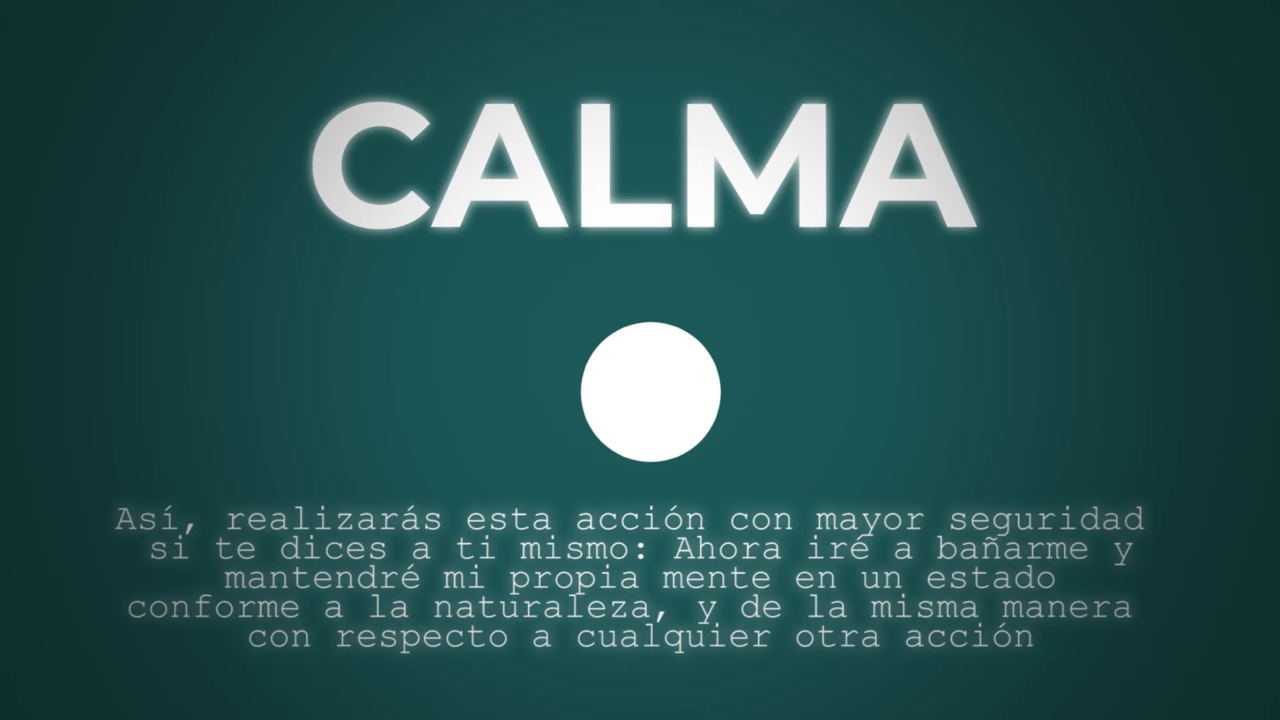 CALMA
Así, realizarás esta acción con mayor seguridad
si te dices a ti mismo: Ahora iré a bañarme y
mantendré mi propia mente en un estado
conforme a la naturaleza, y de la misma manera
con respecto a cualquier otra acción